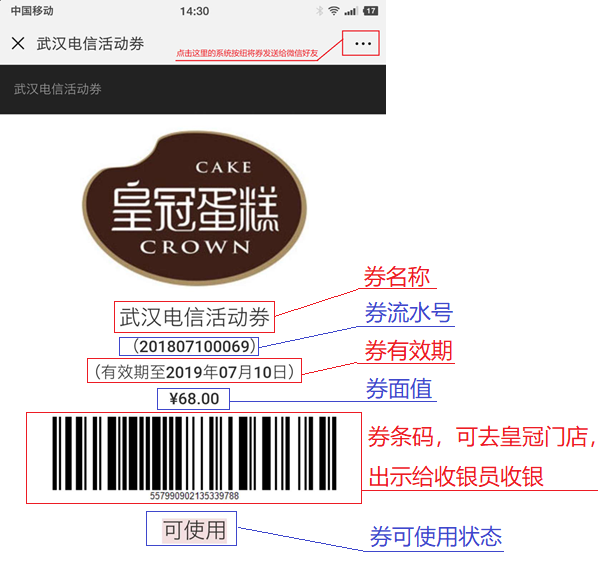 中国移动 14:30 17
武汉电信活动券
点击这里的系统按纽将券发送给微信好友
武汉电信活动券
CAKE
皇冠蛋糕
CROWN
券名称
武汉电信活动券
券流水号
（201807100069）
券有效期
（有效期至2019年07月10日）
券面值
¥68.00
券条码，可去皇冠门店，
出示给收银员收银
557990902135339788
可使用
券可使用状态